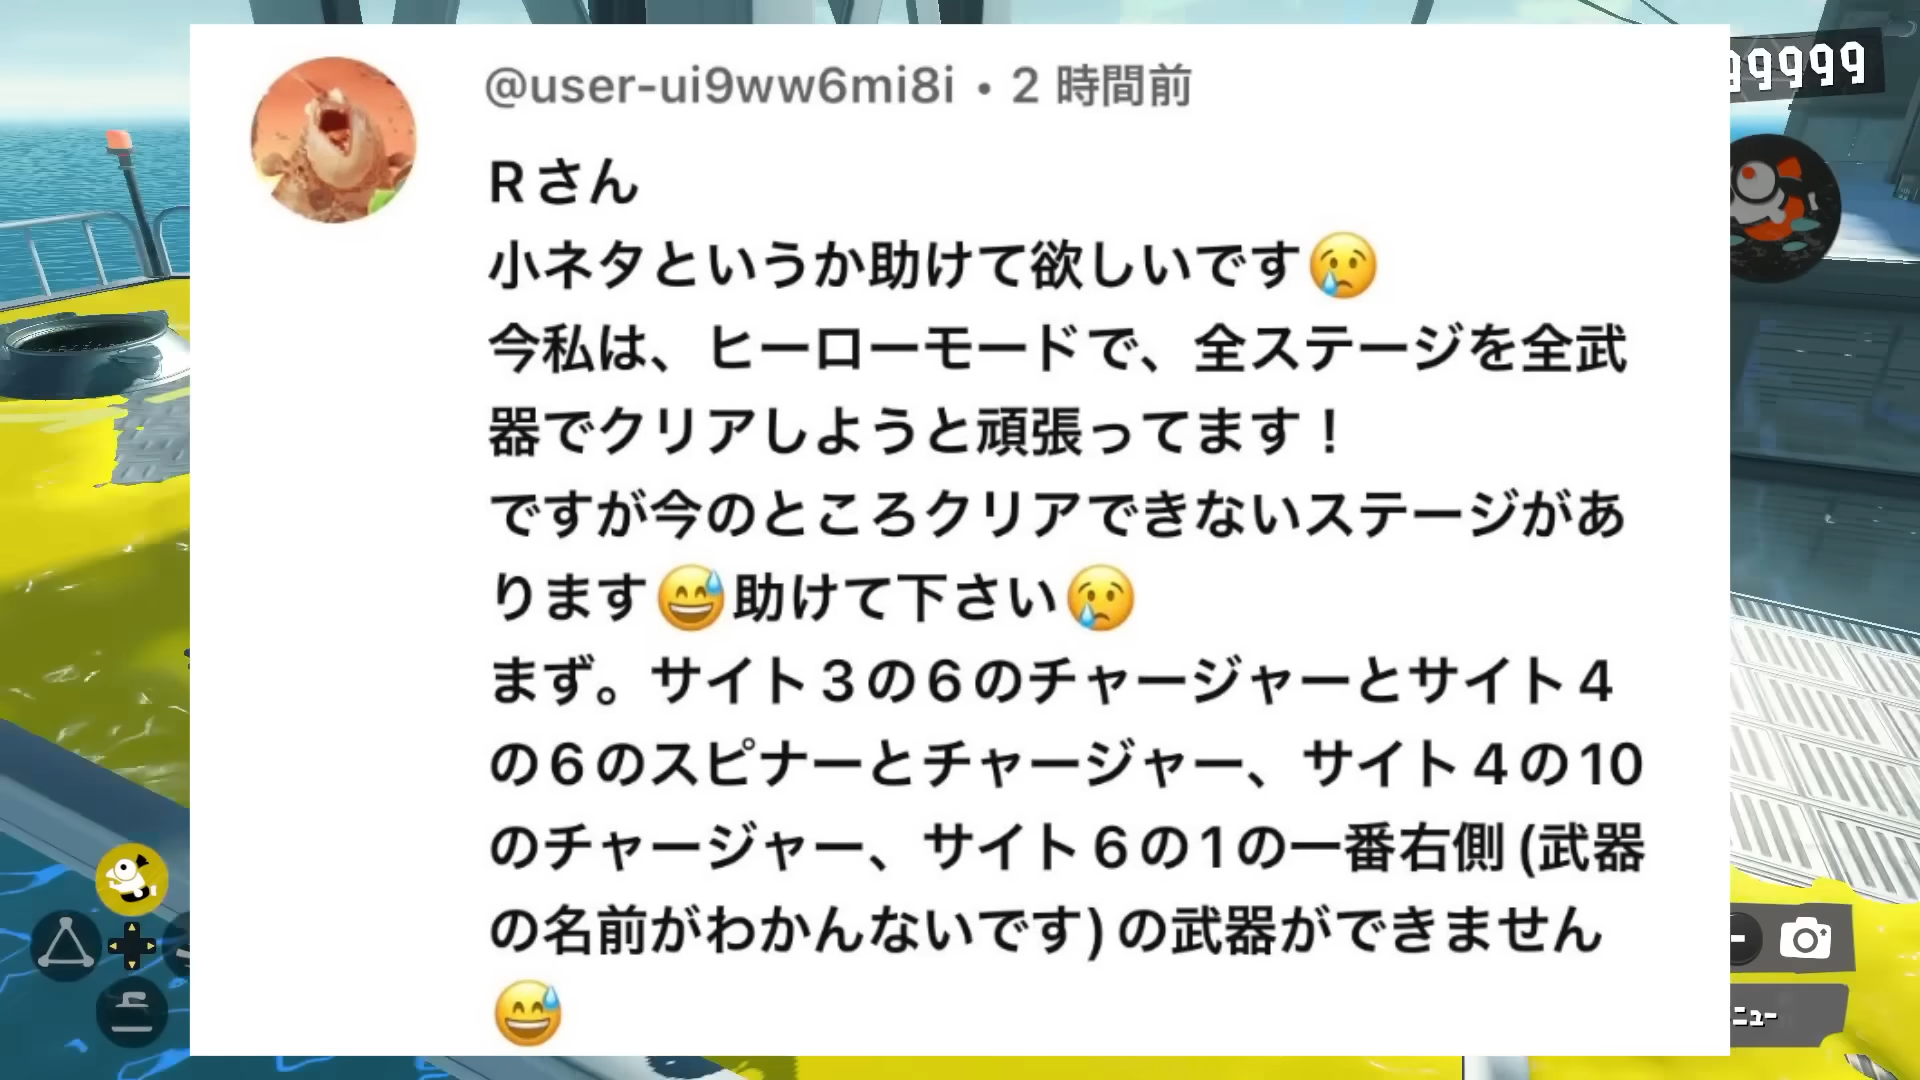 @user-ui9ww6mi8i • 2 時間前
99999
Rさん
小ネタというか助けて欲しいです😢
今私は、ヒーローモードで、全ステージを全武
器でクリアしようと頑張ってます！
ですが今のところクリアできないステージがあ
ります😅助けて下さい😢
まず。サイト3の6のチャージャーとサイト4
の6のスピナーとチャージャー、サイト4の10
のチャージャー、サイト6の1の一番右側(武器
の名前がわかんないです)の武器ができません
😅
ニュー